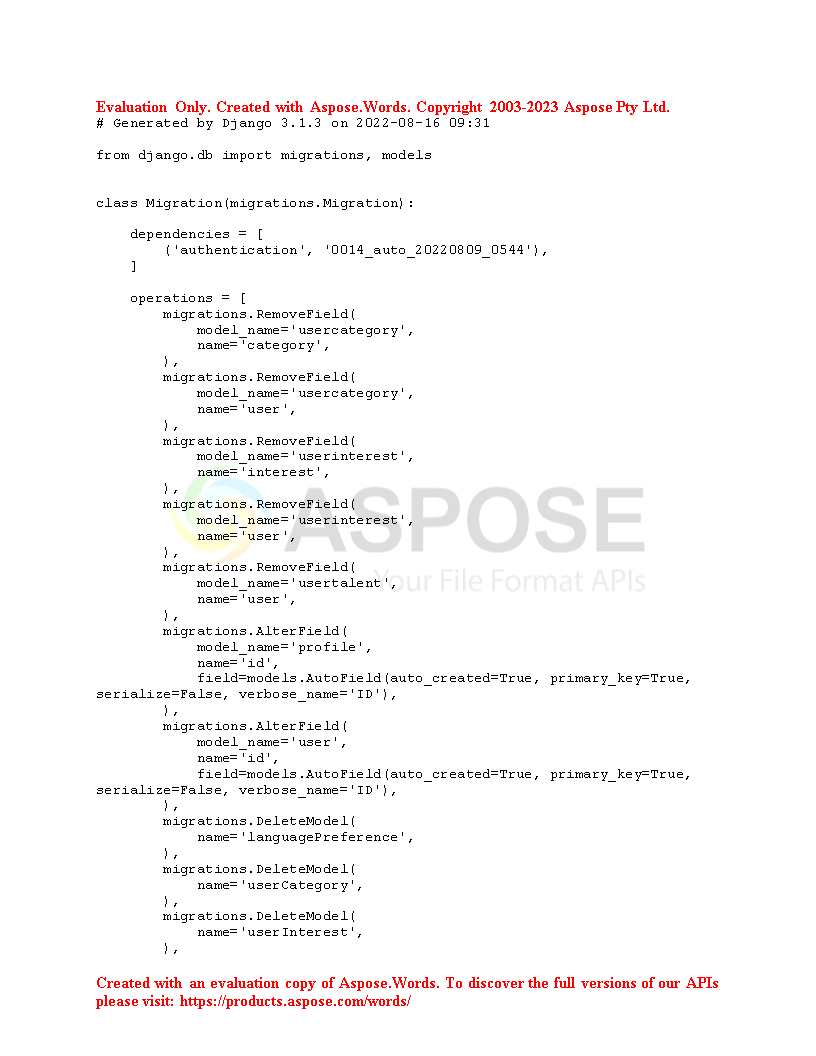 Evaluation Only. Created with Aspose.Words. Copyright 2003-2023 Aspose Pty Ltd.
# Generated by Django 3.1.3 on 2022-08-16 09:31

from django.db import migrations, models


class Migration(migrations.Migration):

    dependencies = [
        ('authentication', '0014_auto_20220809_0544'),
    ]

    operations = [
        migrations.RemoveField(
            model_name='usercategory',
            name='category',
        ),
        migrations.RemoveField(
            model_name='usercategory',
            name='user',
        ),
        migrations.RemoveField(
            model_name='userinterest',
            name='interest',
        ),
        migrations.RemoveField(
            model_name='userinterest',
            name='user',
        ),
        migrations.RemoveField(
            model_name='usertalent',
            name='user',
        ),
        migrations.AlterField(
            model_name='profile',
            name='id',
            field=models.AutoField(auto_created=True, primary_key=True,
serialize=False, verbose_name='ID'),
        ),
        migrations.AlterField(
            model_name='user',
            name='id',
            field=models.AutoField(auto_created=True, primary_key=True,
serialize=False, verbose_name='ID'),
        ),
        migrations.DeleteModel(
            name='languagePreference',
        ),
        migrations.DeleteModel(
            name='userCategory',
        ),
        migrations.DeleteModel(
            name='userInterest',
        ),
ASPOSE
Your File Format APIs
Created with an evaluation copy of Aspose.Words. To discover the full versions of our APIs
please visit: https://products.aspose.com/words/